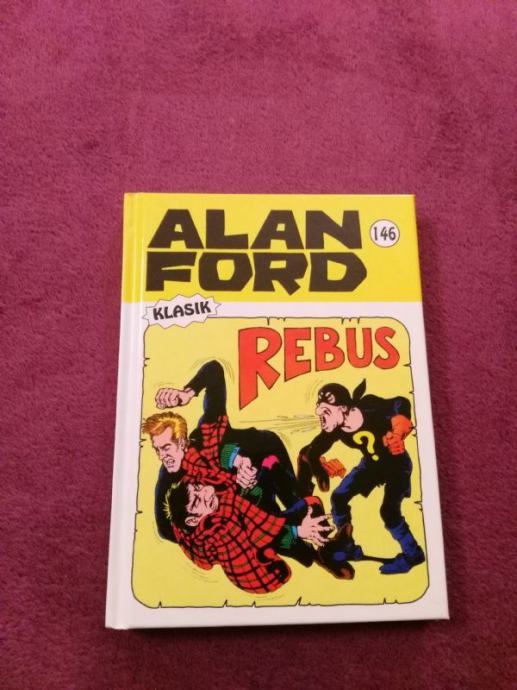 ALAN
FORD
146
KLASIK
REBUS
?